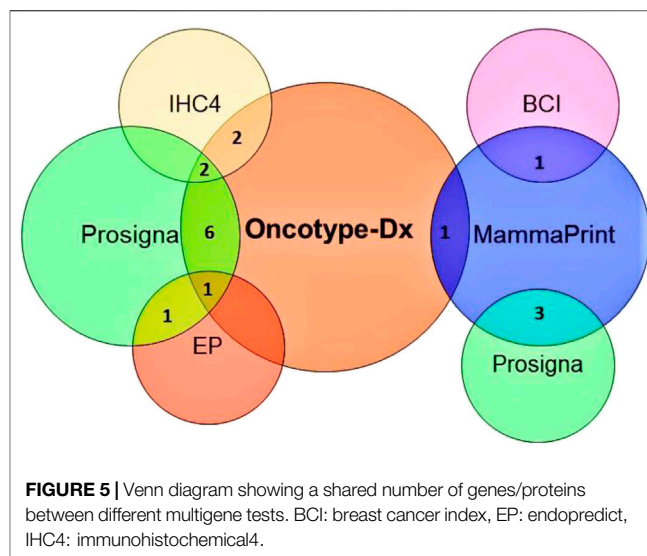 IHC4
BCI
2
2
1
Prosigna
6
Oncotype-Dx
1
MammaPrint
1
1
3
EP
Prosigna
FIGURE 5 | Venn diagram showing a shared number of genes/proteins
between different multigene tests. BCI: breast cancer index, EP: endopredict,
IHC4: immunohistochemical4.